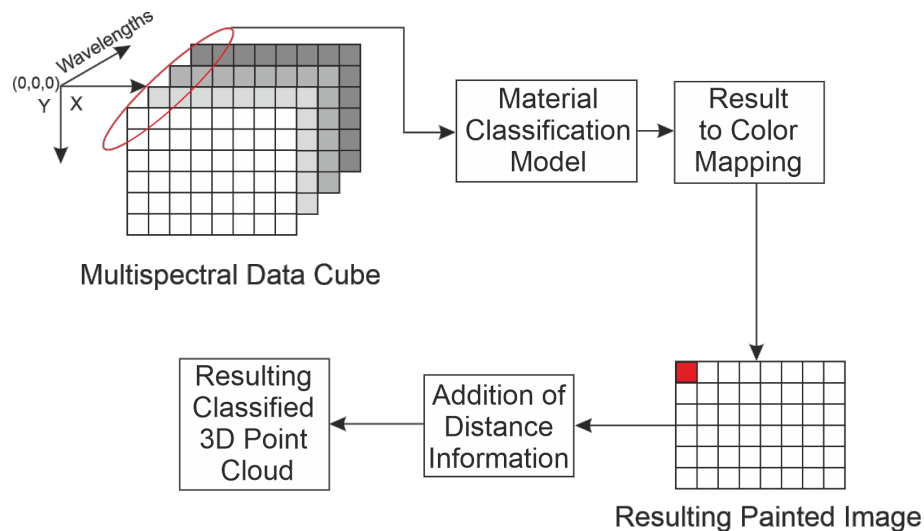 Wavelengths
(0,0,0)
Y X
Multispectral Data Cube
Material
Classification
Model
Result
to Color
Mapping
Resulting
Classified
3D Point
Cloud
Addition of
Distance
Information
Resulting Painted Image